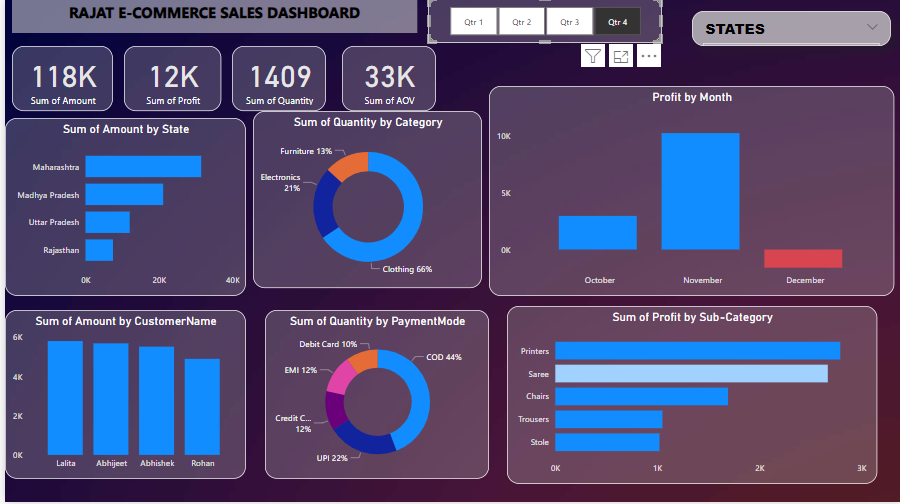 RAJAT E-COMMERCE SALES DASHBOARD
Qtr 1
Qtr 2
Qtr 3
Qtr 4
STATES
118K
Sum of Amount
12K
Sum of Profit
1409
Sum of Quantity
33K
Sum of AOV
Sum of Amount by State
Maharashtra
Madhya Pradesh
Uttar Pradesh
Rajasthan
0K
20K
40K
Sum of Quantity by Category
Furniture 13%
Electronics
21%
Clothing 66%
Profit by Month
10K
5K
0K
October
November
December
Sum of Amount by CustomerName
6K
4K
2K
0K
Lalita
Abhijeet
Abhishek
Rohan
Sum of Quantity by PaymentMode
Debit Card 10%
COD 44%
EMI 12%
Credit C...
12%
UPI 22%
Sum of Profit by Sub-Category
Printers
Saree
Chairs
Trousers
Stole
0K
1K
2K
3K